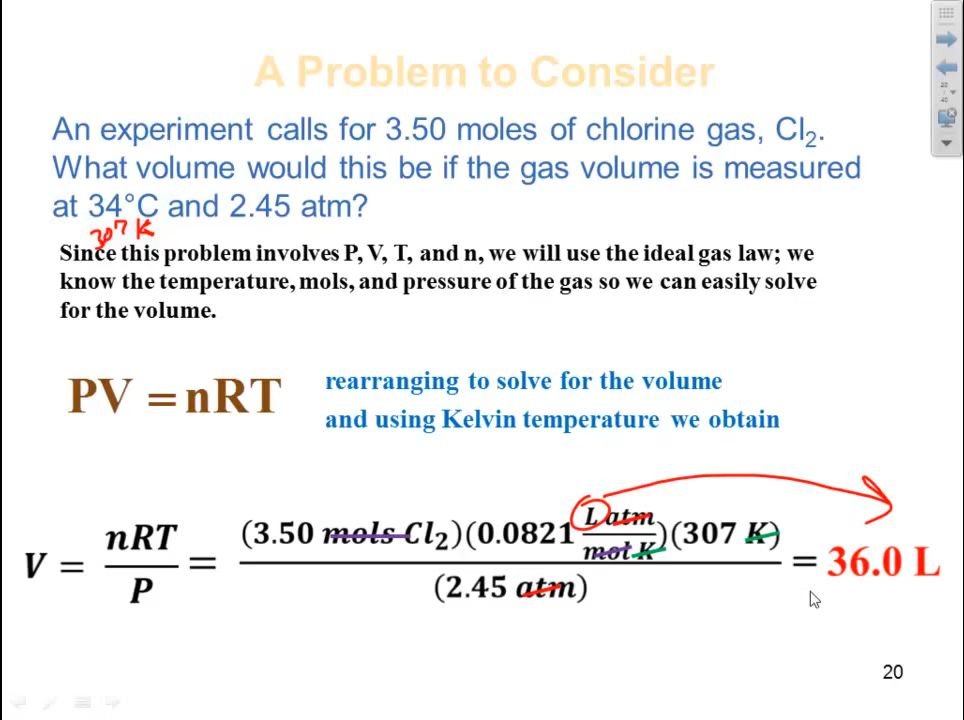 A Problem to Consider
An experiment calls for 3.50 moles of chlorine gas, Cl₂.
What volume would this be if the gas volume is measured
at 34°C and 2.45 atm?
307 K
Since this problem involves P, V, T, and n, we will use the ideal gas law; we
know the temperature, mols, and pressure of the gas so we can easily solve
for the volume.
PV = nRT
rearranging to solve for the volume
and using Kelvin temperature we obtain
V = nRT / P = (3.50 mols Cl₂)(0.0821 L atm / mol K)(307 K) / (2.45 atm) = 36.0 L
20